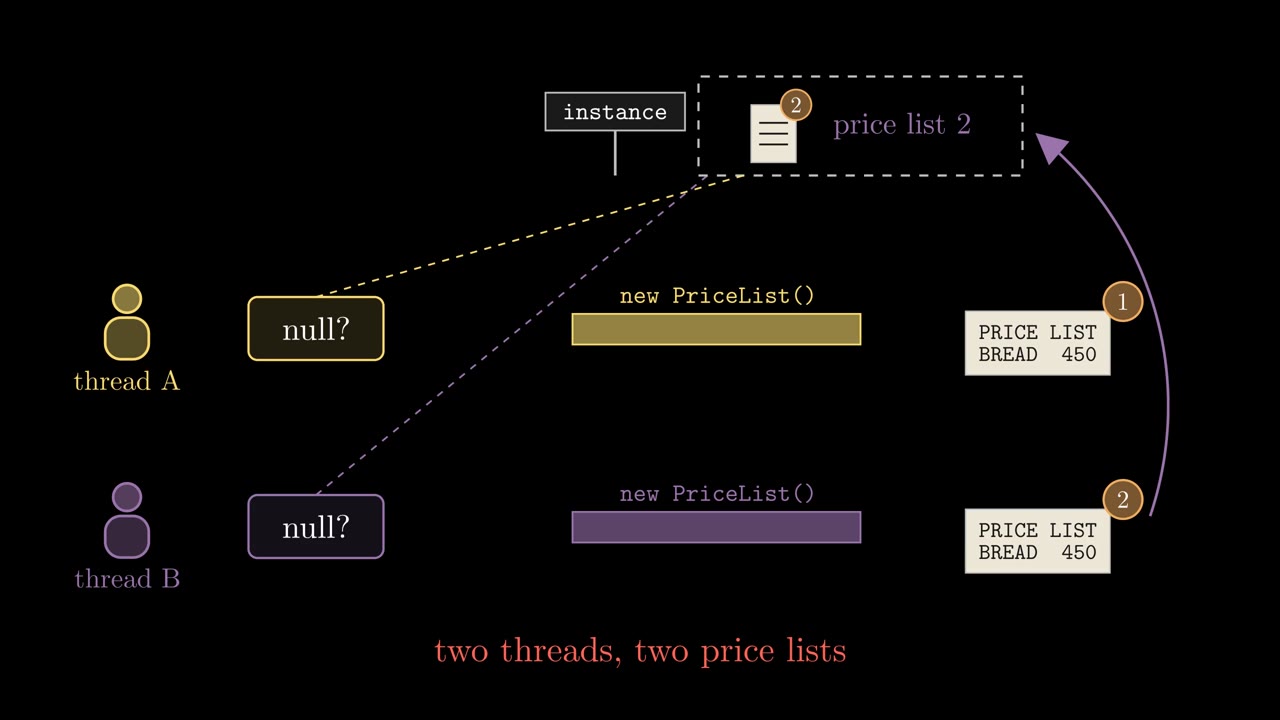 instance
2
price list 2
null?
new PriceList()
1
PRICE LIST
BREAD 450
thread A
null?
new PriceList()
2
PRICE LIST
BREAD 450
thread B
two threads, two price lists